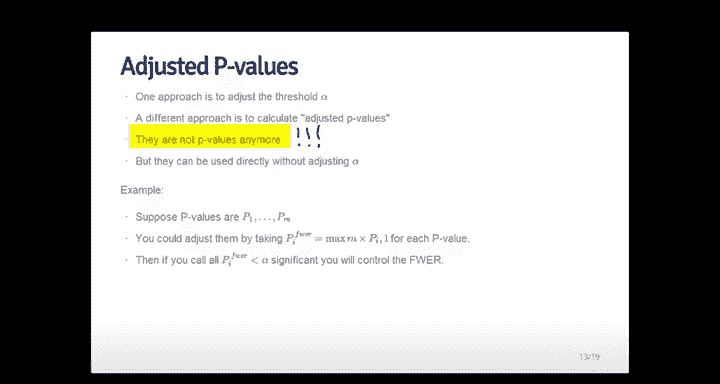 Adjusted P-values
· One approach is to adjust the threshold α
· A different approach is to calculate "adjusted p-values"
· They are not p-values anymore !!!
· But they can be used directly without adjusting α
Example:
· Suppose P-values are P₁, …, Pₘ
· You could adjust them by taking Pᵢ^fwer = max m × Pᵢ, 1 for each P-value.
· Then if you call all Pᵢ^fwer < α significant you will control the FWER.
13/19